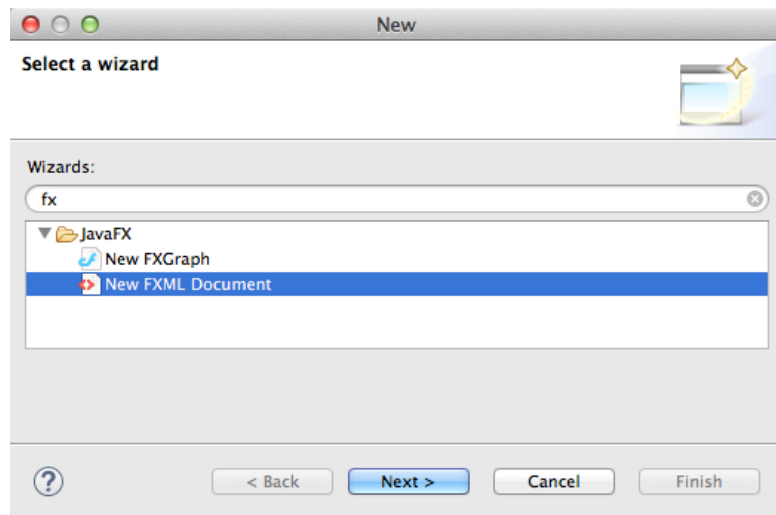 New
Select a wizard
Wizards:
fx
JavaFX
New FXGraph
New FXML Document
?
< Back Next > Cancel Finish